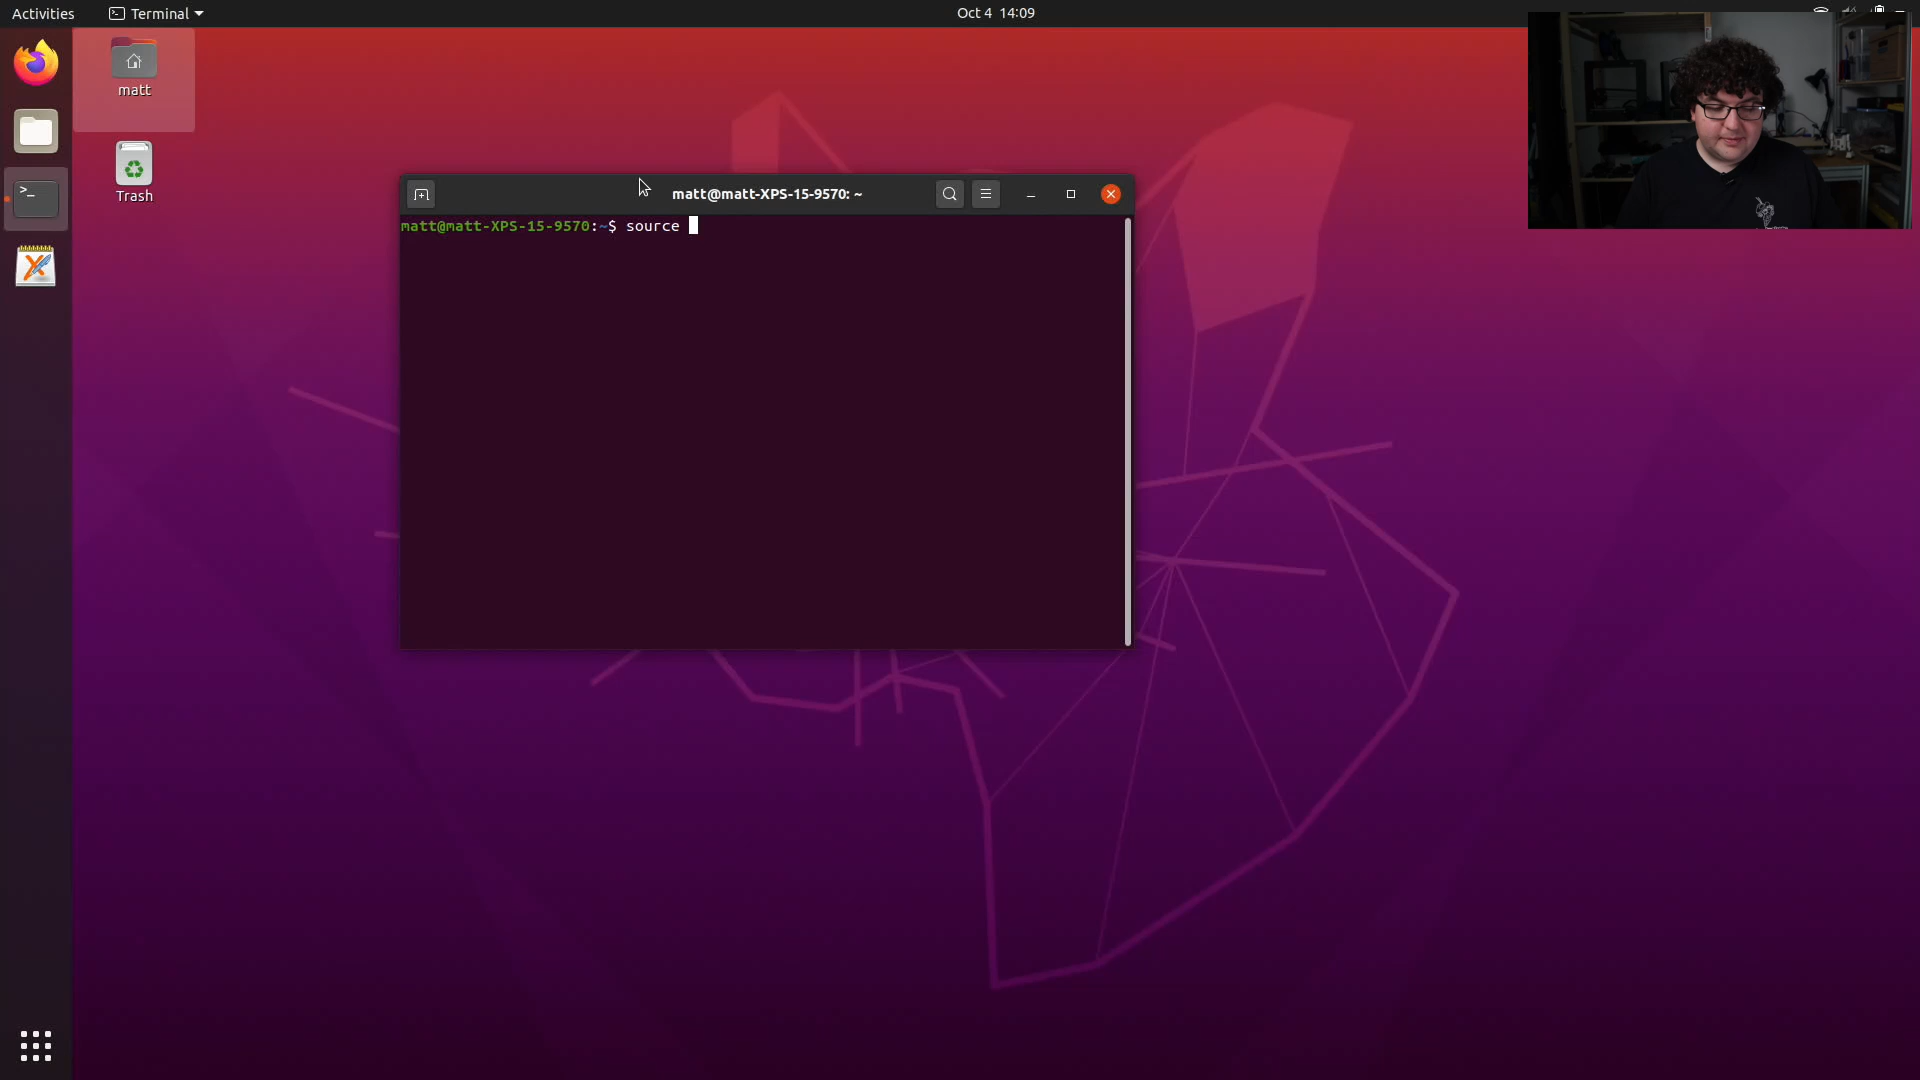 Activities
Terminal
Oct 4 14:09
matt
Trash
matt@matt-XPS-15-9570: ~
matt@matt-XPS-15-9570:~$ source